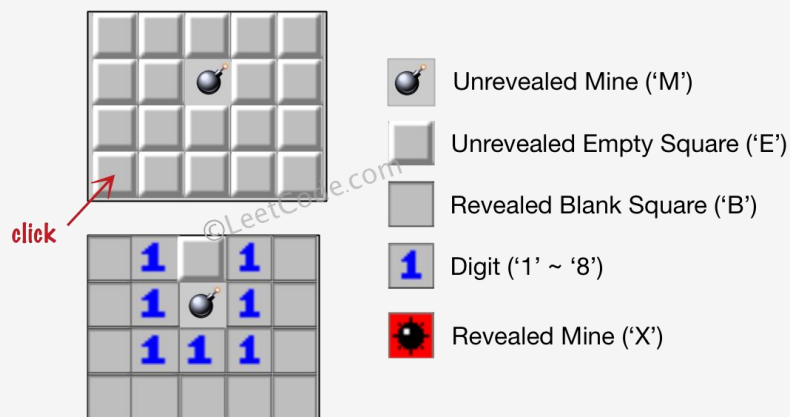 Unrevealed Mine (‘M’)
Unrevealed Empty Square (‘E’)
©LeetCode.com
Revealed Blank Square (‘B’)
click
1 1
1 Digit (‘1’ ~ ‘8’)
1 1
1 1 1
Revealed Mine (‘X’)